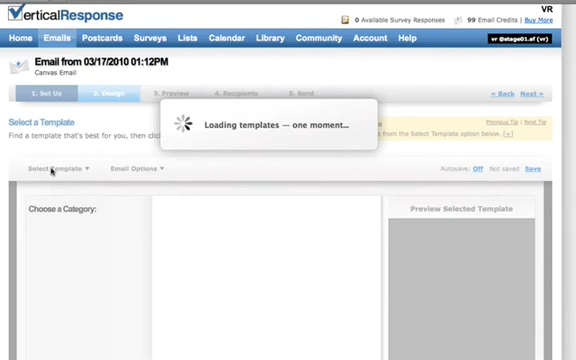 VR
VerticalResponse
0 Available Survey Responses 99 Email Credits | Buy More
Home Emails Postcards Surveys Lists Calendar Library Community Account Help
vr @stage01.sf (vr)
Email from 03/17/2010 01:12PM
Canvas Email
1. Set Up 2. Design 3. Preview 4. Recipients 5. Send
<< Back Next >>
Select a Template
Previous Tip | Next Tip
Find a template that's best for you, then clic
s from the Select Template option below. [+]
Loading templates — one moment...
Select Template ▼ Email Options ▼
Autosave: Off Not saved Save
Choose a Category:
Preview Selected Template